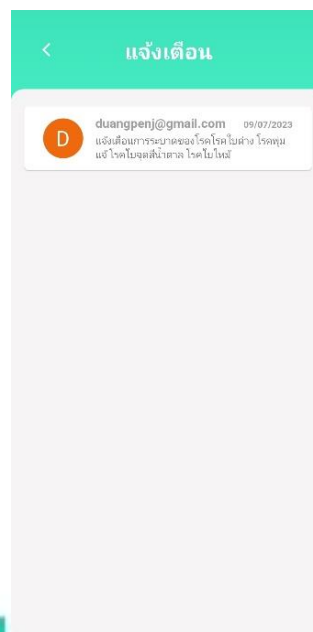 แจ้งเตือน
duangpenj@gmail.com 09/07/2023
D
แจ้งเตือนการระบาดของโรคโรคใบด่าง โรคพุ่ม
แจ้ โรคใบจุดสีน้ำตาล โรคใบไหม้